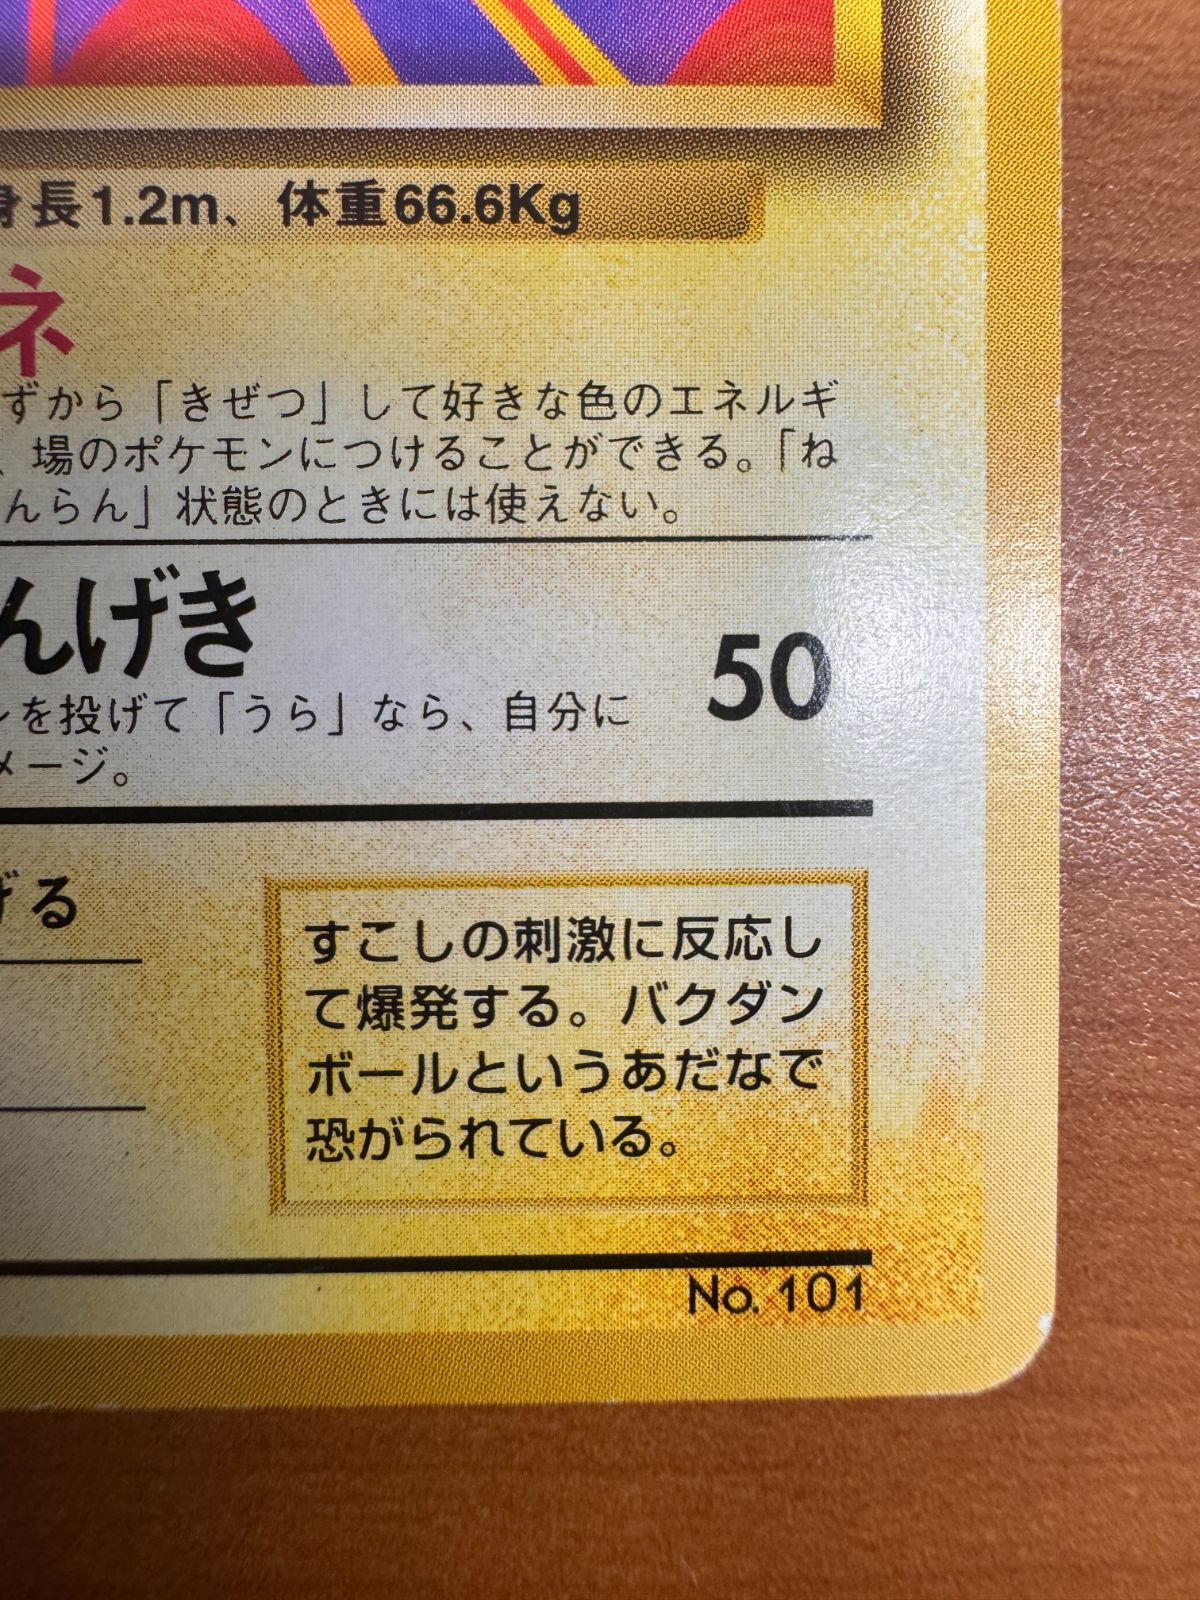 身長1.2m、体重66.6Kg
ネ
ずから「きぜつ」して好きな色のエネルギ
、場のポケモンにつけることができる。「ね
んらん」状態のときには使えない。
んげき
50
ンを投げて「うら」なら、自分に
メージ。
げる
すこしの刺激に反応し
て爆発する。バクダン
ボールというあだなで
恐がられている。
No. 101